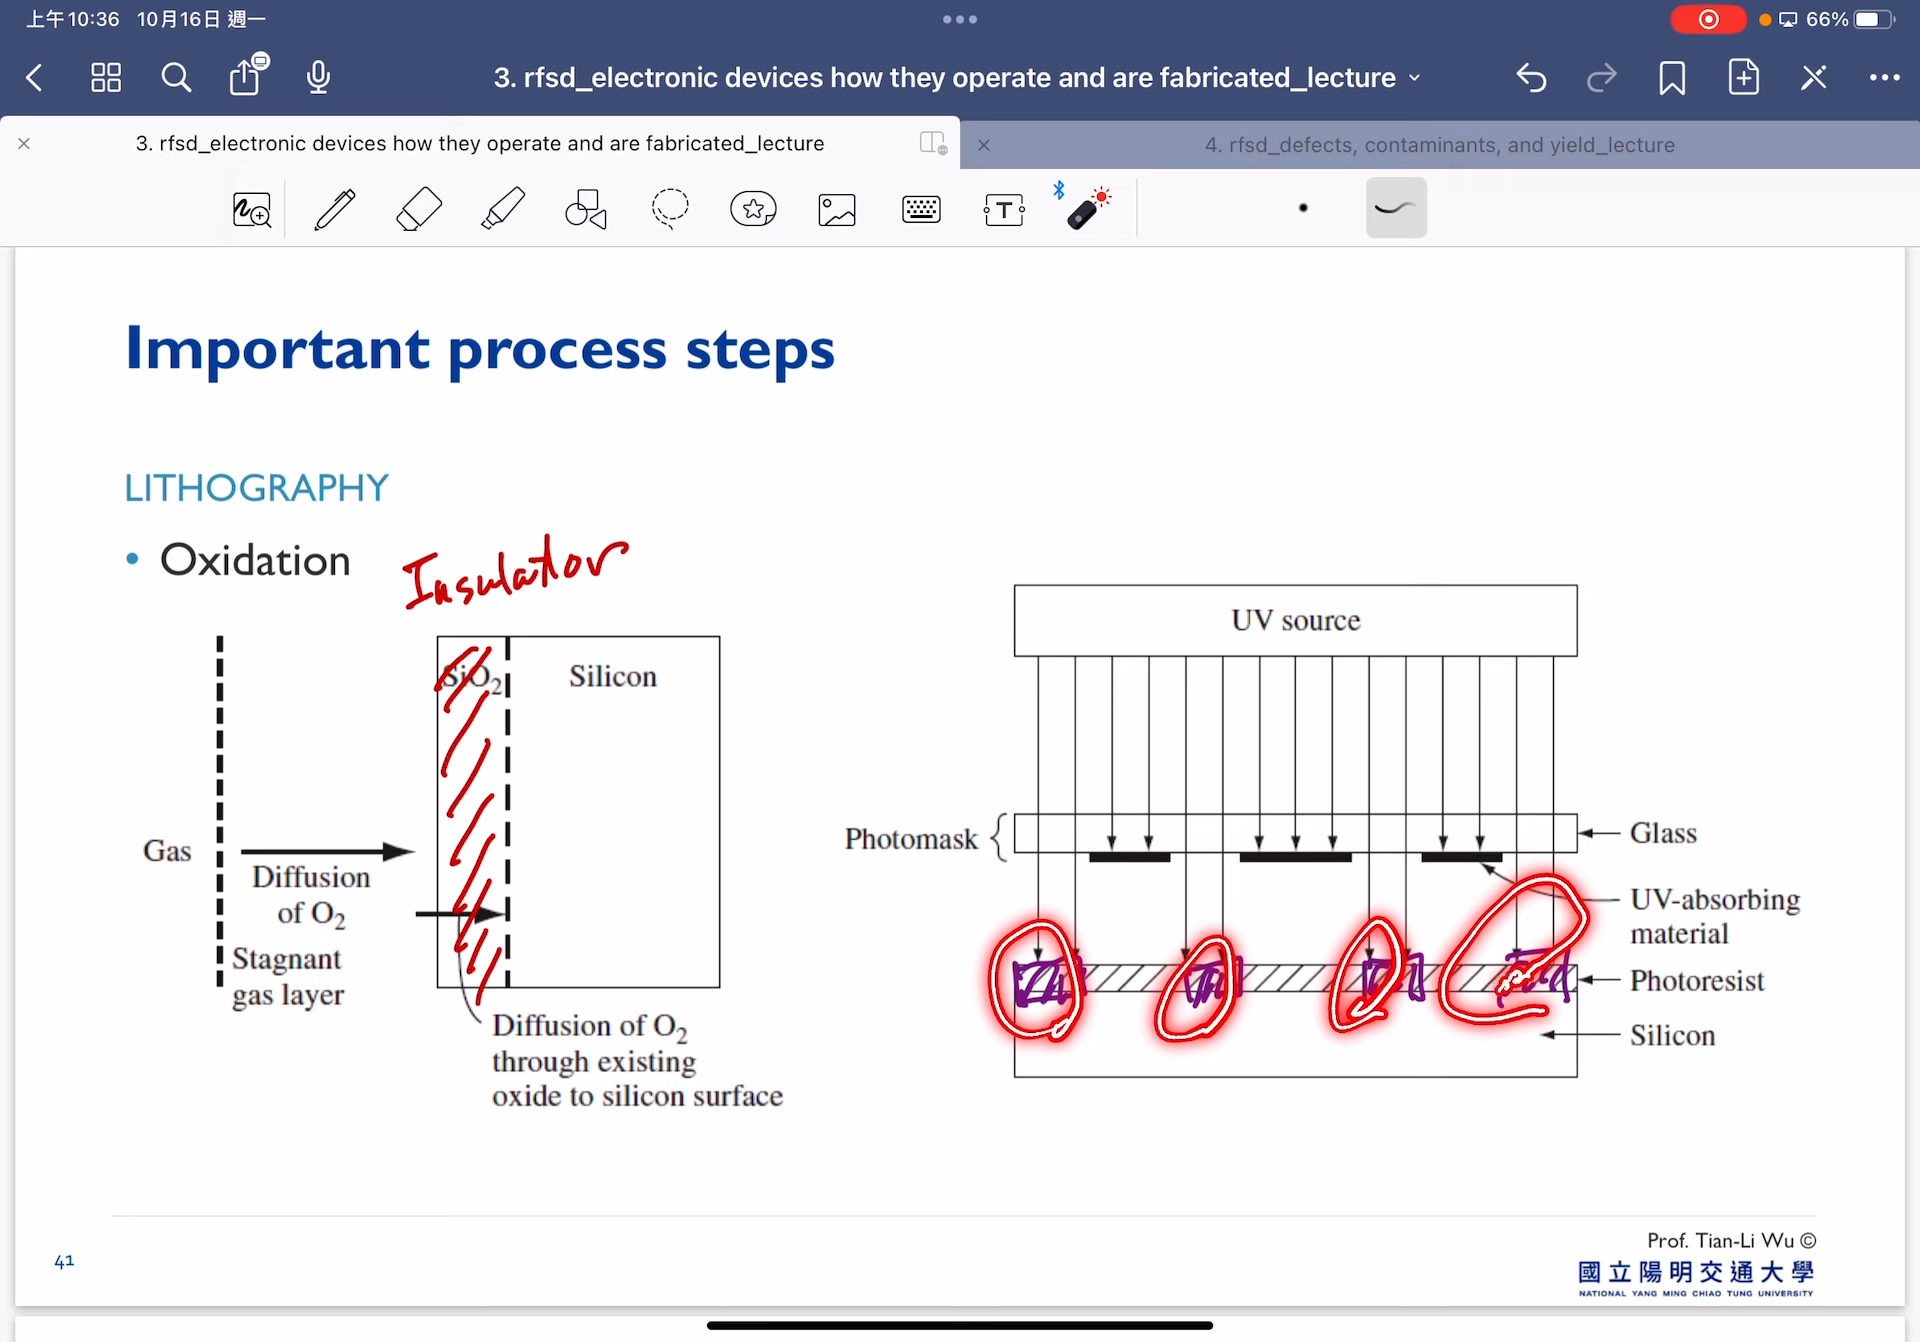 上午10:36 10月16日 週一
66%
3. rfsd_electronic devices how they operate and are fabricated_lecture
3. rfsd_electronic devices how they operate and are fabricated_lecture
4. rfsd_defects, contaminants, and yield_lecture
T
Important process steps
LITHOGRAPHY
• Oxidation
Insulator
SiO2
Silicon
Gas
Diffusion
of O2
Stagnant
gas layer
Diffusion of O2
through existing
oxide to silicon surface
UV source
Photomask
Glass
UV-absorbing
material
Photoresist
Silicon
41
Prof. Tian-Li Wu ©
國立陽明交通大學
NATIONAL YANG MING CHIAO TUNG UNIVERSITY